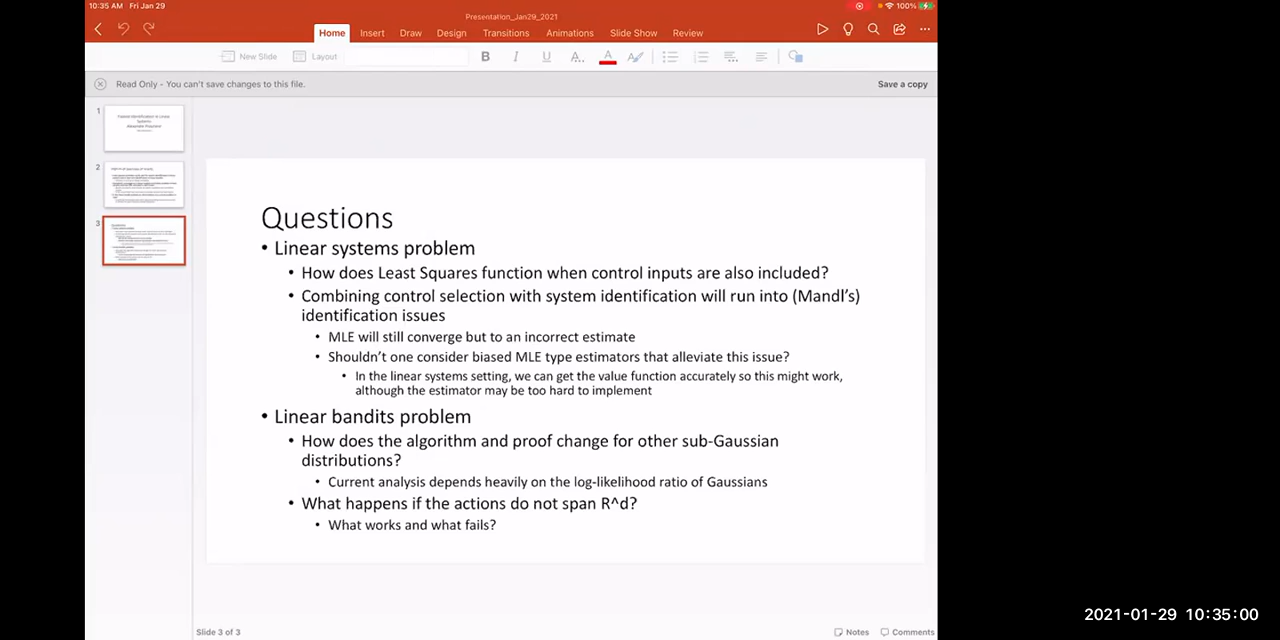 10:35 AM Fri Jan 29
100%
Presentation_Jan29_2021
Home Insert Draw Design Transitions Animations Slide Show Review
New Slide Layout B I U A A
Read Only - You can't save changes to this file.
Save a copy
1
2
3
Questions
• Linear systems problem
• How does Least Squares function when control inputs are also included?
• Combining control selection with system identification will run into (Mandl's)
identification issues
• MLE will still converge but to an incorrect estimate
• Shouldn't one consider biased MLE type estimators that alleviate this issue?
• In the linear systems setting, we can get the value function accurately so this might work,
although the estimator may be too hard to implement
• Linear bandits problem
• How does the algorithm and proof change for other sub-Gaussian
distributions?
• Current analysis depends heavily on the log-likelihood ratio of Gaussians
• What happens if the actions do not span R^d?
• What works and what fails?
Slide 3 of 3
Notes Comments
2021-01-29 10:35:00